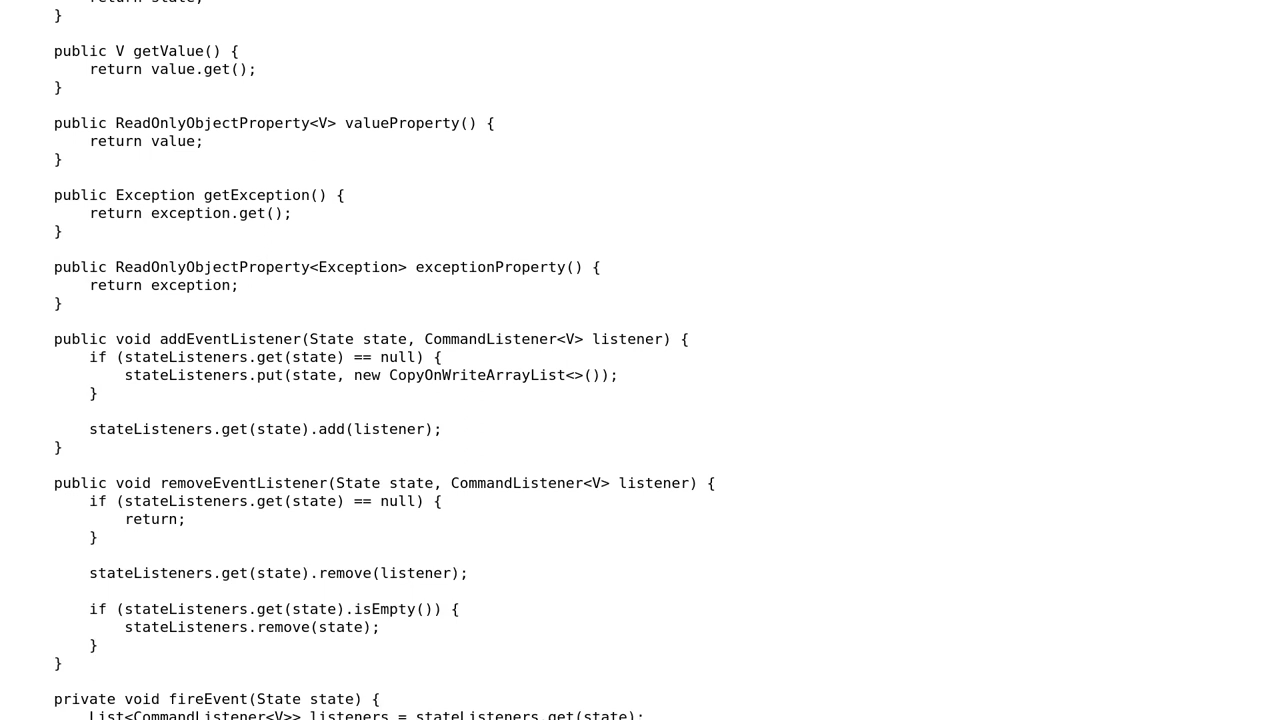 return state;
}
public V getValue() {
return value.get();
}
public ReadOnlyObjectProperty<V> valueProperty() {
return value;
}
public Exception getException() {
return exception.get();
}
public ReadOnlyObjectProperty<Exception> exceptionProperty() {
return exception;
}
public void addEventListener(State state, CommandListener<V> listener) {
if (stateListeners.get(state) == null) {
stateListeners.put(state, new CopyOnWriteArrayList<>());
}
stateListeners.get(state).add(listener);
}
public void removeEventListener(State state, CommandListener<V> listener) {
if (stateListeners.get(state) == null) {
return;
}
stateListeners.get(state).remove(listener);
if (stateListeners.get(state).isEmpty()) {
stateListeners.remove(state);
}
}
private void fireEvent(State state) {
List<CommandListener<V>> listeners = stateListeners.get(state);